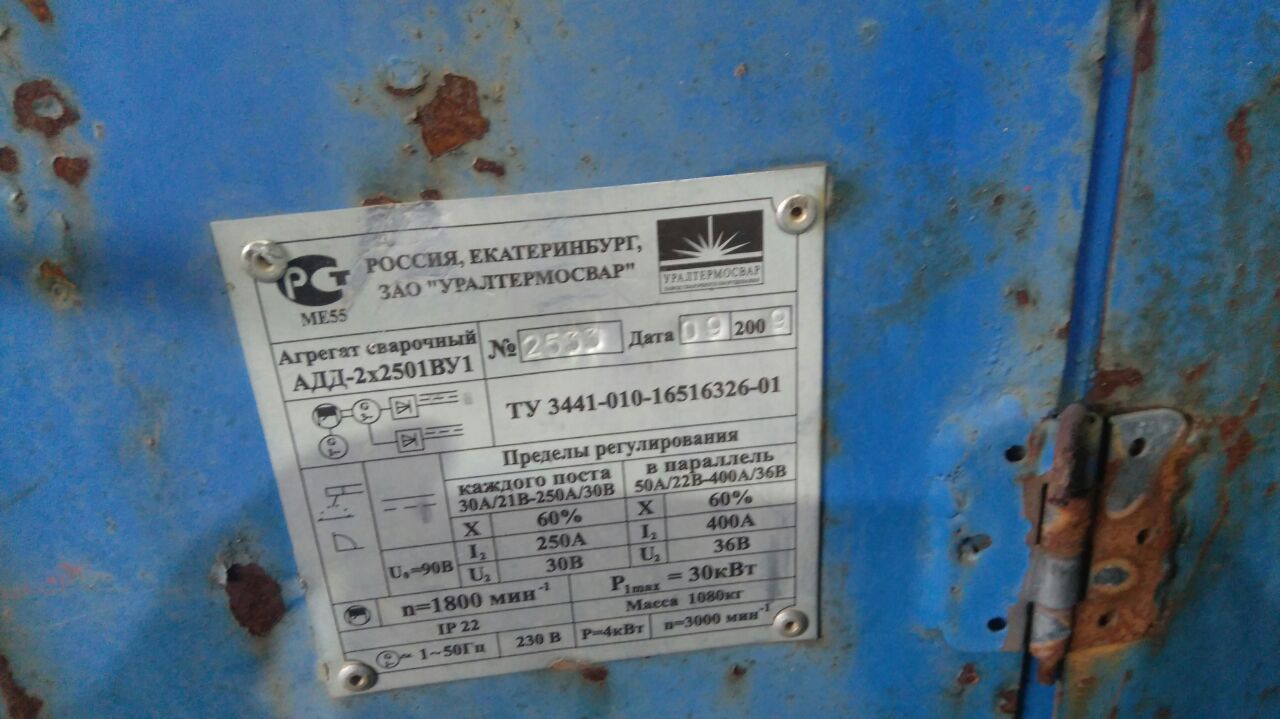 РСТ
МЕ55
РОССИЯ, ЕКАТЕРИНБУРГ,
ЗАО "УРАЛТЕРМОСВАР"
УРАЛТЕРМОСВАР
Агрегат сварочный
АДД-2х2501ВУ1
№ 2533 Дата 09 2009
ТУ 3441-010-16516326-01
Пределы регулирования
каждого поста
30А/21В-250А/30В
в параллель
50А/22В-400А/36В
X 60% X 60%
I₂ 250А I₂ 400А
U₀=90В U₂ 30В U₂ 36В
n=1800 мин⁻¹ P₁max = 30кВт
IP 22 Масса 1080кг
1~50Гц 230 В Р=4кВт n=3000 мин⁻¹